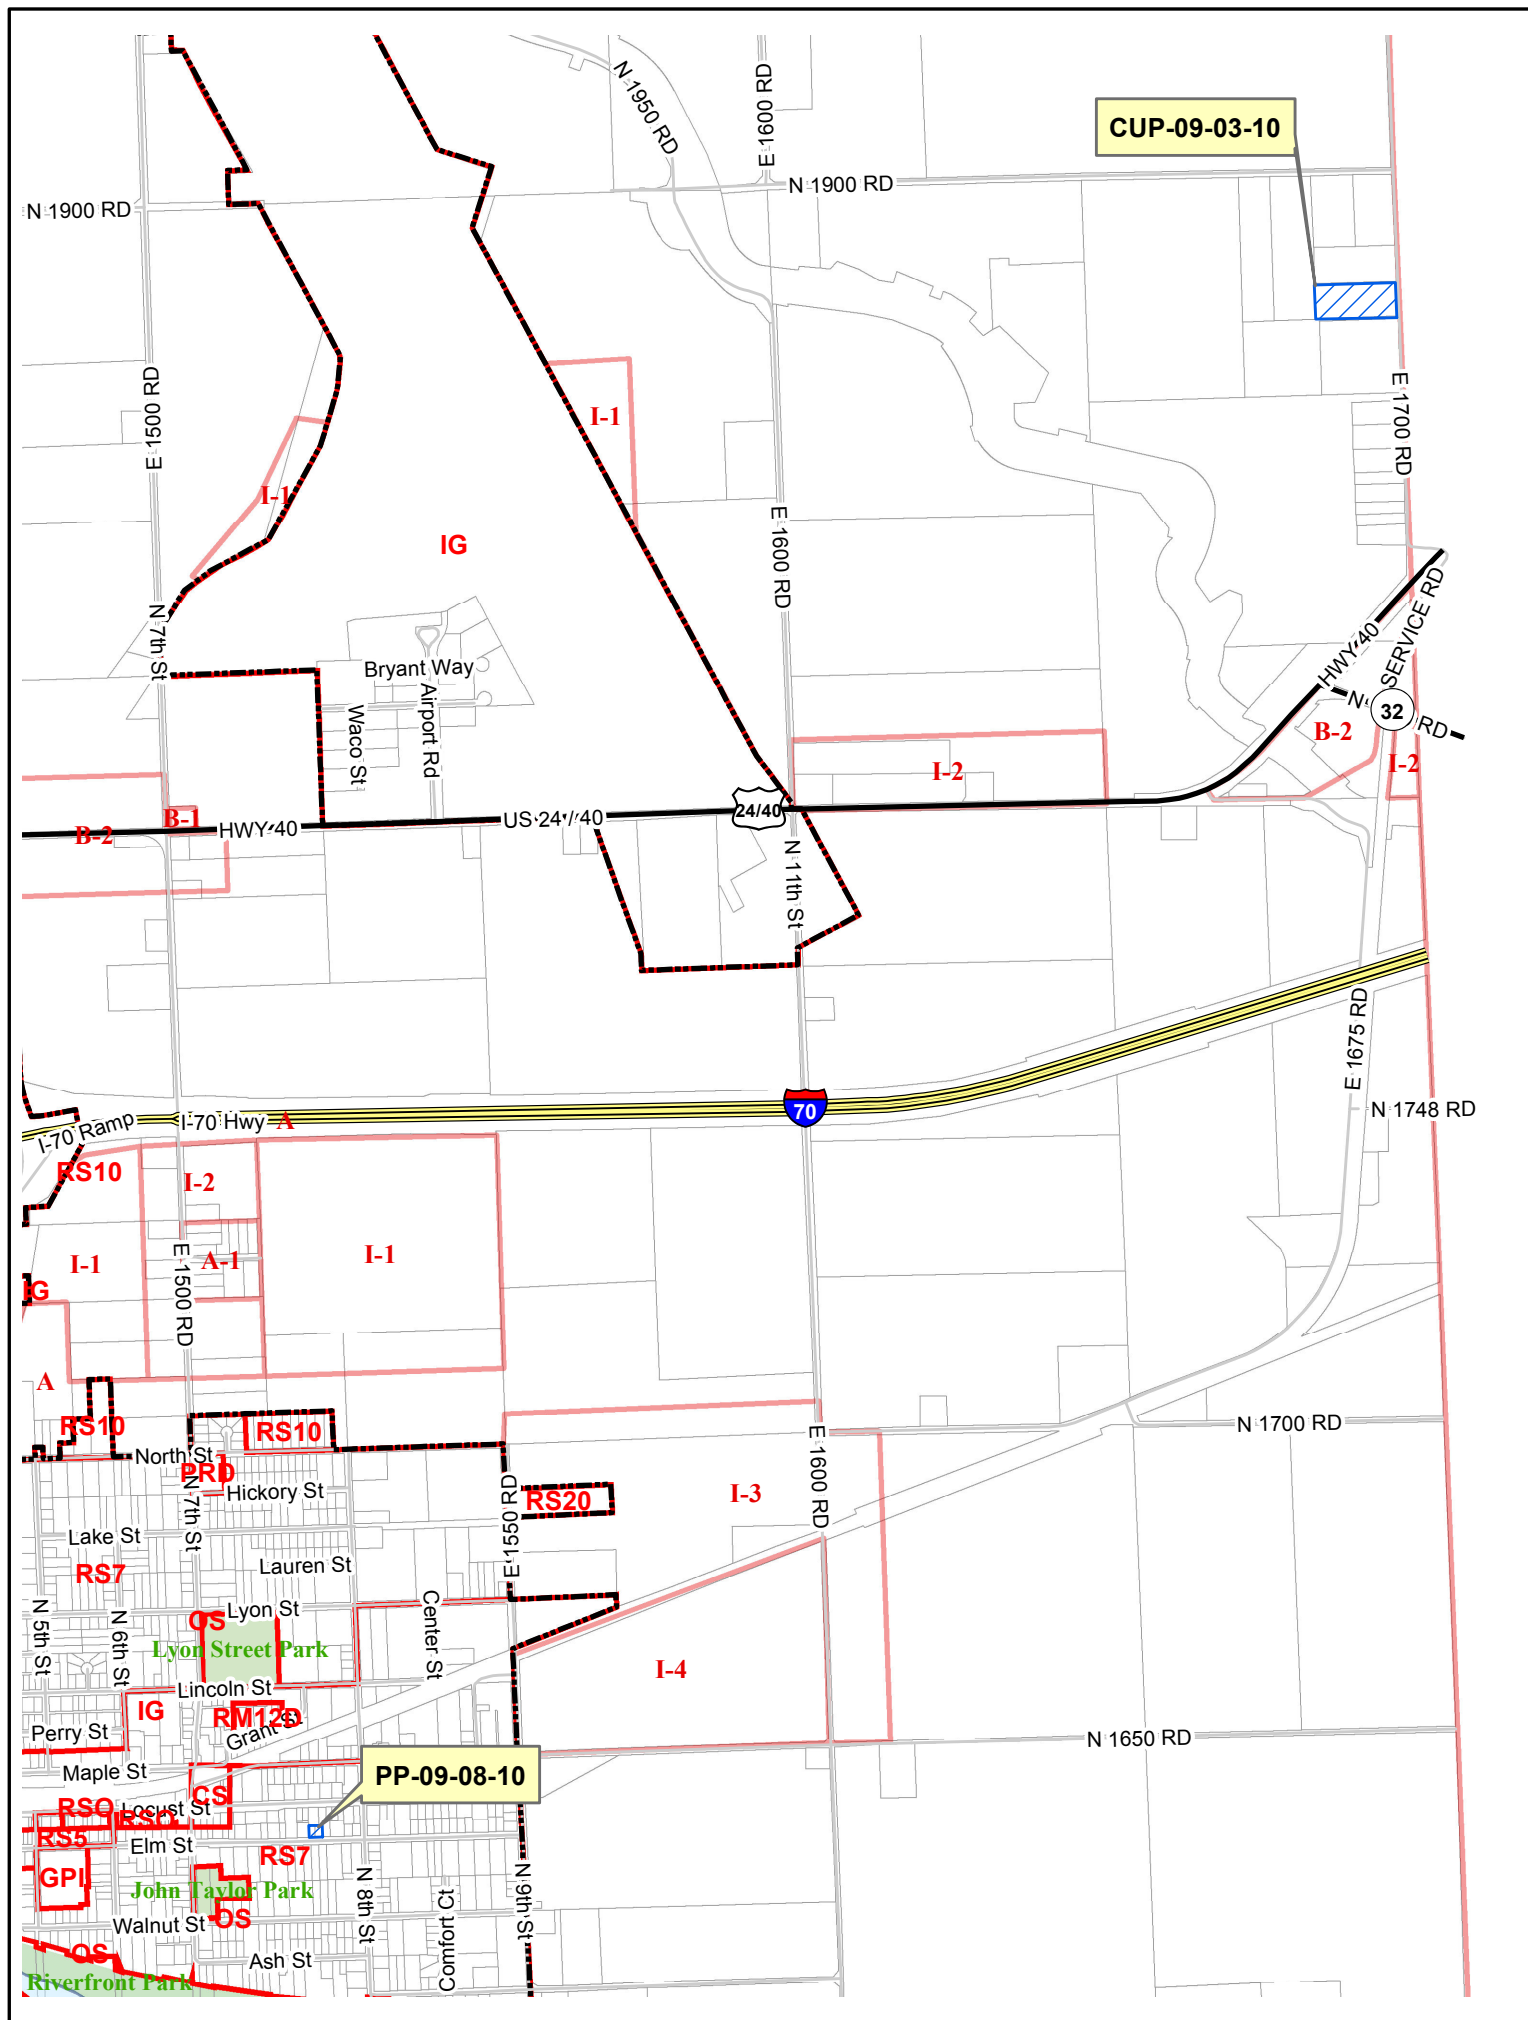 N 1950 RD
E 1600 RD
CUP-09-03-10
N 1900 RD
N 1900 RD
E 1500 RD
E 1700 RD
I-1
I-1
E 1600 RD
IG
N 7th St
Bryant Way
Airport Rd
Waco St
HWY 40
SERVICE RD
N
32
RD
B-2
I-2
I-2
B-1
B-2
HWY 40
US 24 / 40
24/40
N 11th St
E 1675 RD
I-70 Ramp
I-70 Hwy
A
70
N 1748 RD
RS10
I-2
I-1
A-1
I-1
IG
E 1500 RD
A
RS10
RS10
N 1700 RD
North St
PRD
N 7th St
Hickory St
E 1550 RD
RS20
I-3
E 1600 RD
Lake St
Lauren St
RS7
N 5th St
N 6th St
OS
Lyon St
Center St
Lyon Street Park
I-4
Lincoln St
IG
RM12D
Grant St
Perry St
N 1650 RD
Maple St
PP-09-08-10
CS
RSO
Locust St
RSO
RS5
Elm St
RS7
GPI
John Taylor Park
N 8th St
Comfort Ct
N 9th St
Walnut St
OS
OS
Ash St
Riverfront Park